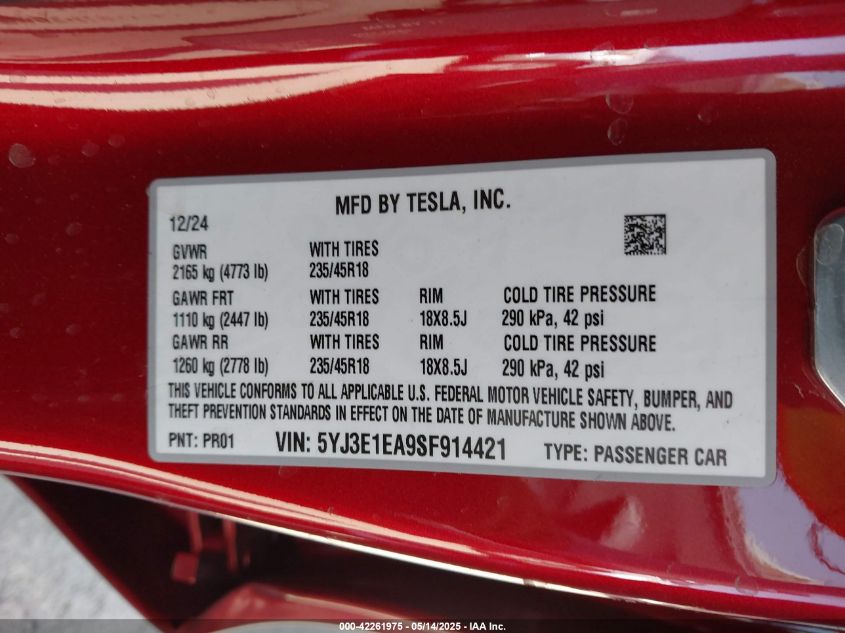 MFD BY TESLA, INC.
12/24
GVWR WITH TIRES
2165 kg (4773 lb) 235/45R18
GAWR FRT WITH TIRES RIM COLD TIRE PRESSURE
1110 kg (2447 lb) 235/45R18 18X8.5J 290 kPa, 42 psi
GAWR RR WITH TIRES RIM COLD TIRE PRESSURE
1260 kg (2778 lb) 235/45R18 18X8.5J 290 kPa, 42 psi
THIS VEHICLE CONFORMS TO ALL APPLICABLE U.S. FEDERAL MOTOR VEHICLE SAFETY, BUMPER, AND
THEFT PREVENTION STANDARDS IN EFFECT ON THE DATE OF MANUFACTURE SHOWN ABOVE.
PNT: PR01 VIN: 5YJ3E1EA9SF914421 TYPE: PASSENGER CAR
000-42261975 — 05/14/2025 — IAA Inc.